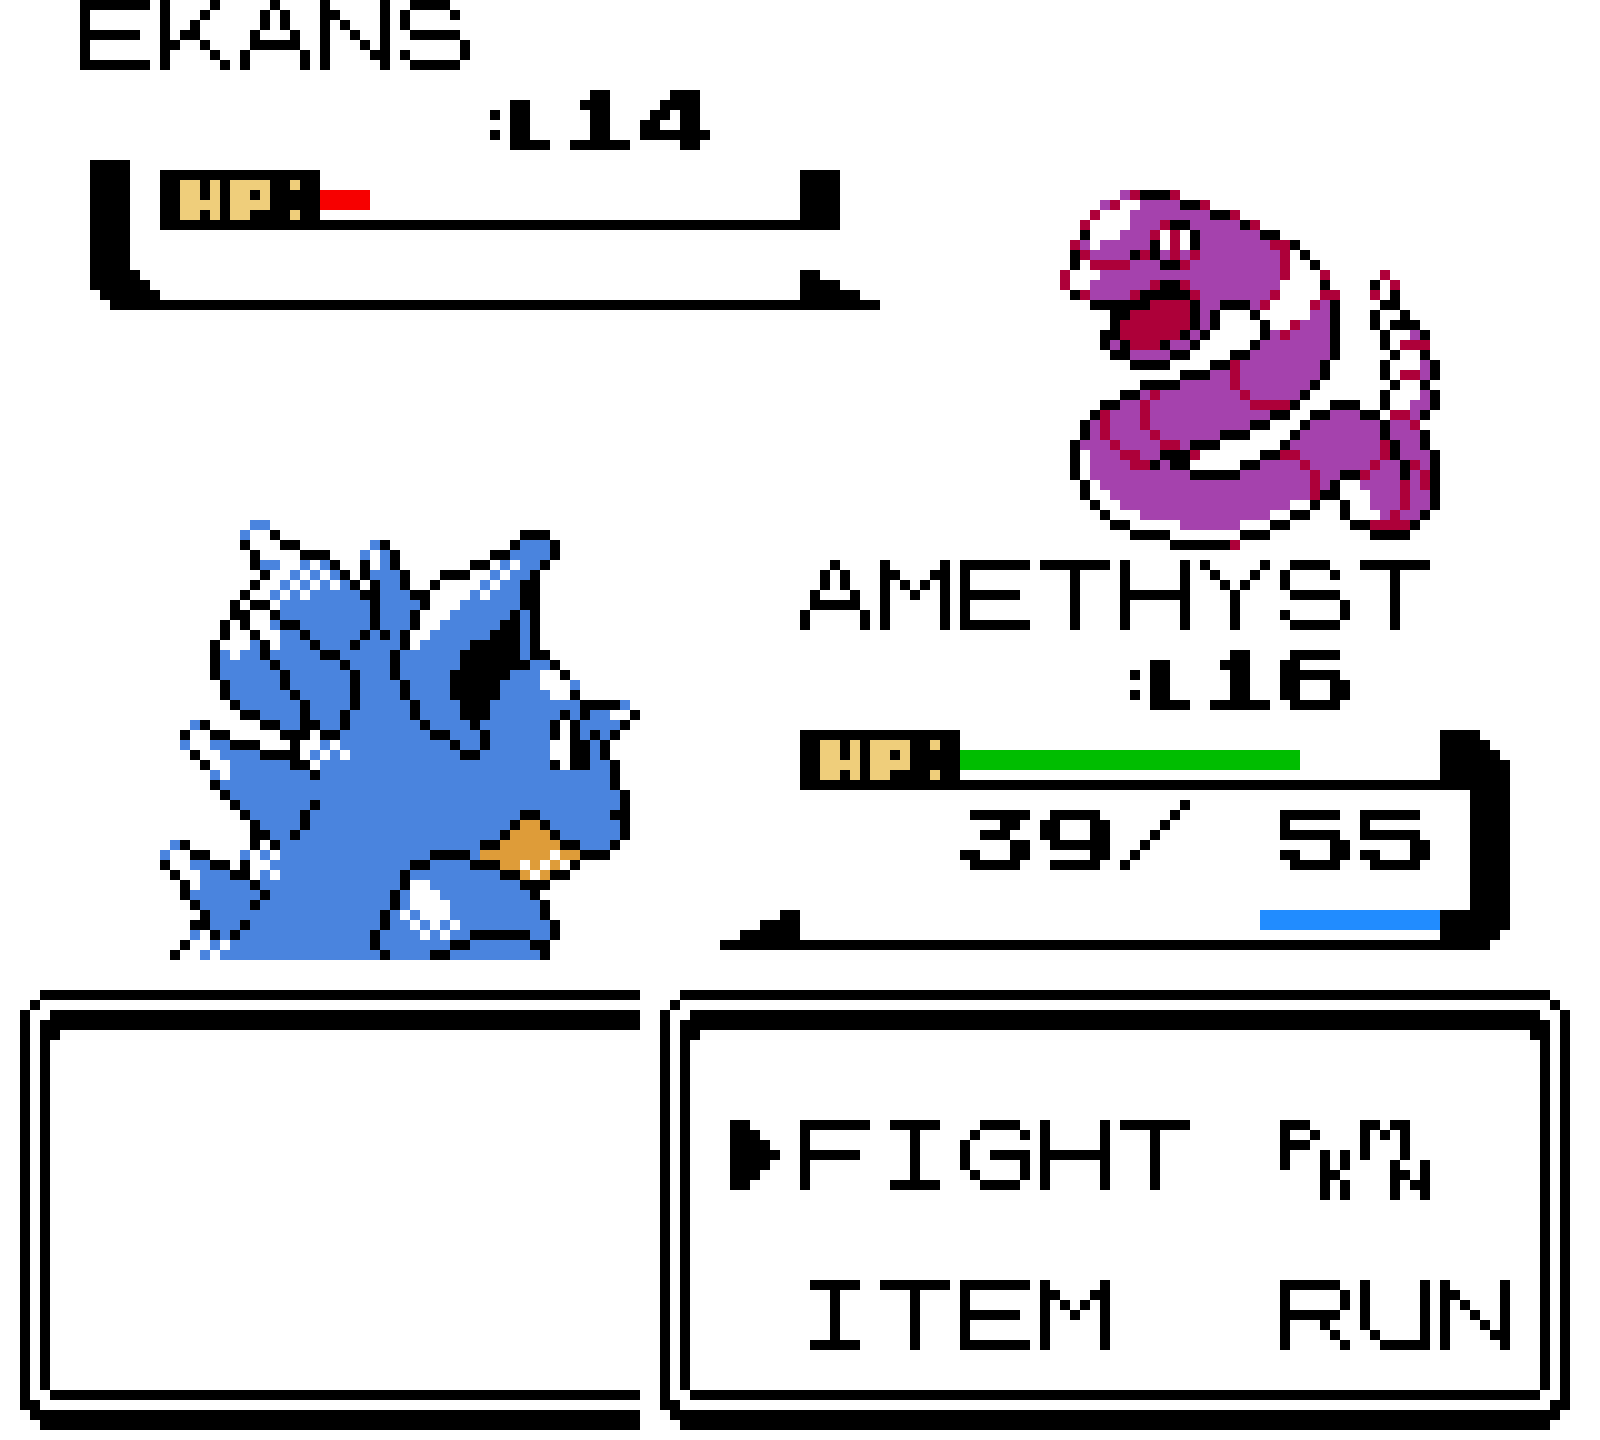 EKANS
:L14
HP:
AMETHYST
:L16
HP:
39/ 55
▶FIGHT PKMN
ITEM RUN